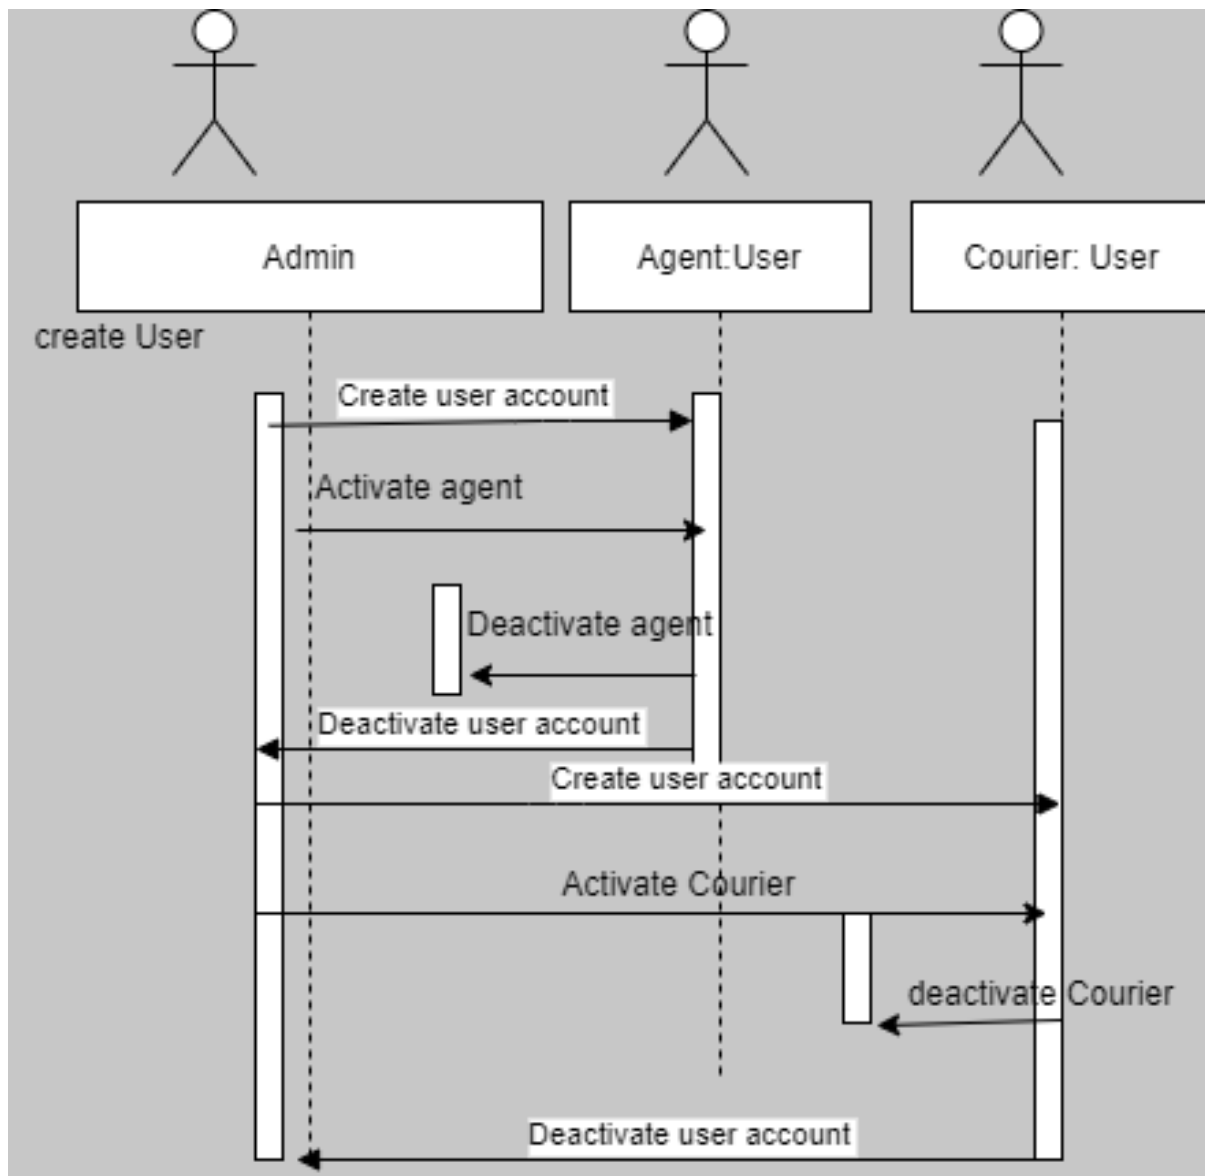 Admin
Agent:User
Courier: User
create User
Create user account
Activate agent
Deactivate agent
Deactivate user account
Create user account
Activate Courier
deactivate Courier
Deactivate user account